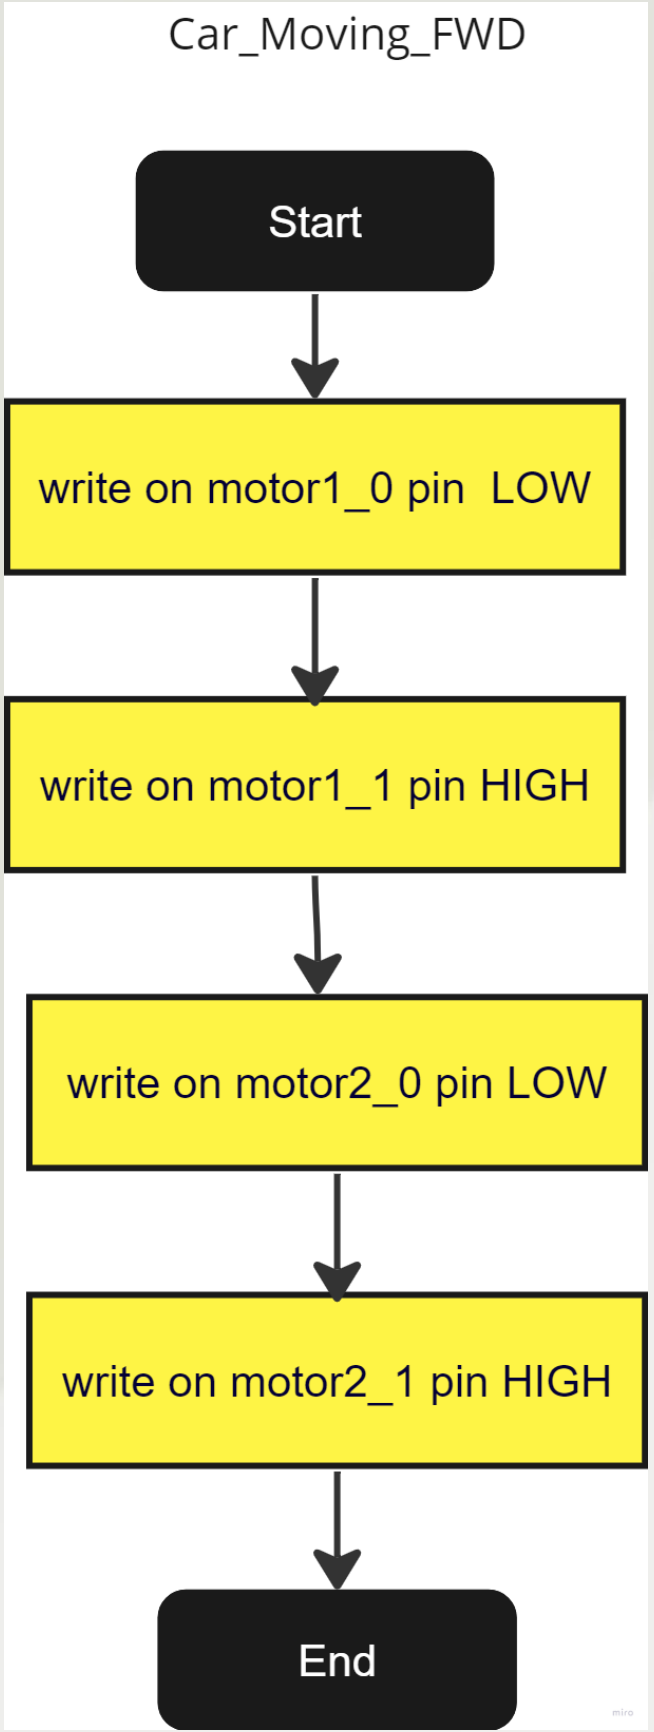 Car_Moving_FWD
Start
write on motor1_0 pin  LOW
write on motor1_1 pin HIGH
write on motor2_0 pin LOW
write on motor2_1 pin HIGH
End
miro